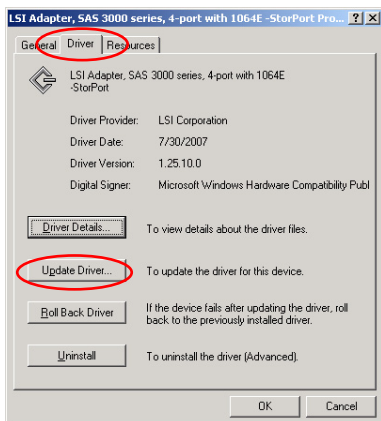 LSI Adapter, SAS 3000 series, 4-port with 1064E -StorPort Pro...
General Driver Resources
LSI Adapter, SAS 3000 series, 4-port with 1064E
-StorPort
Driver Provider: LSI Corporation
Driver Date: 7/30/2007
Driver Version: 1.25.10.0
Digital Signer: Microsoft Windows Hardware Compatibility Publ
Driver Details... To view details about the driver files.
Update Driver... To update the driver for this device.
Roll Back Driver If the device fails after updating the driver, roll
back to the previously installed driver.
Uninstall To uninstall the driver (Advanced).
OK Cancel